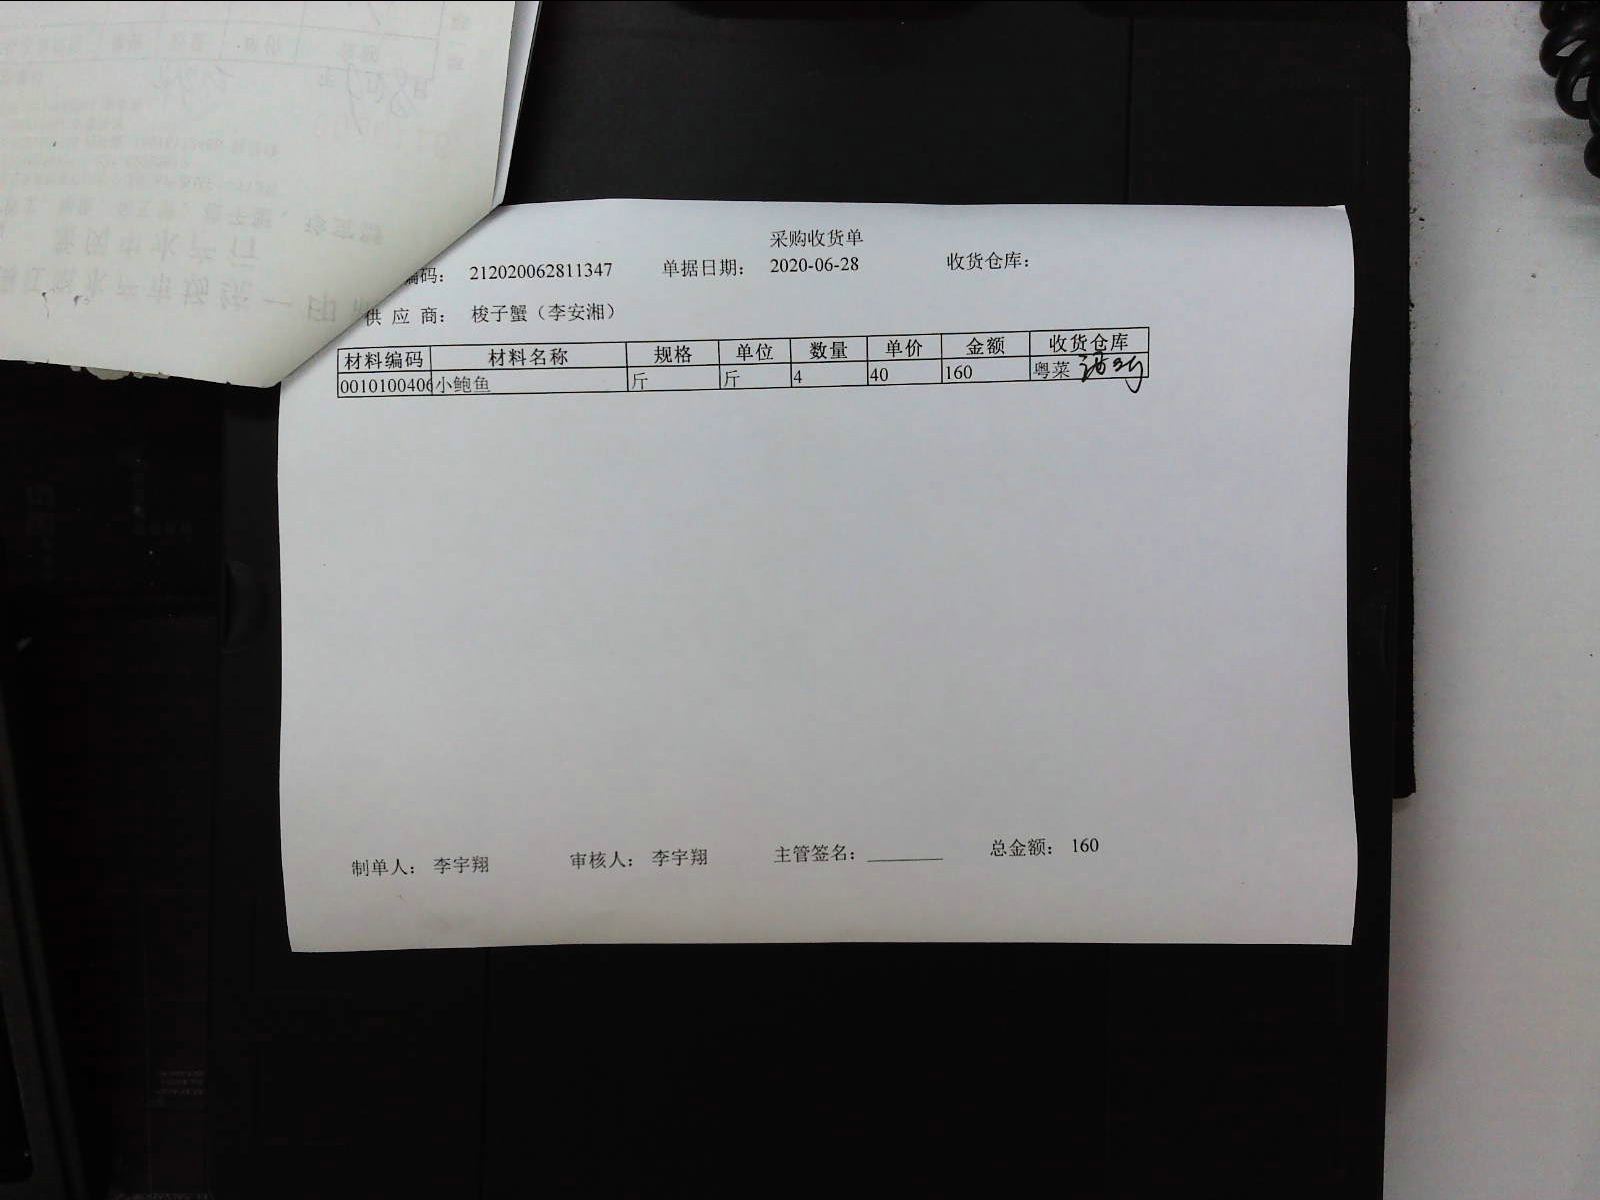 采购收货单
编码： 212020062811347 单据日期： 2020-06-28 收货仓库：
供 应 商： 梭子蟹（李安湘）
材料编码 材料名称 规格 单位 数量 单价 金额 收货仓库
0010100406 小鲍鱼 斤 斤 4 40 160 粤菜
制单人： 李宇翔 审核人： 李宇翔 主管签名： 总金额： 160